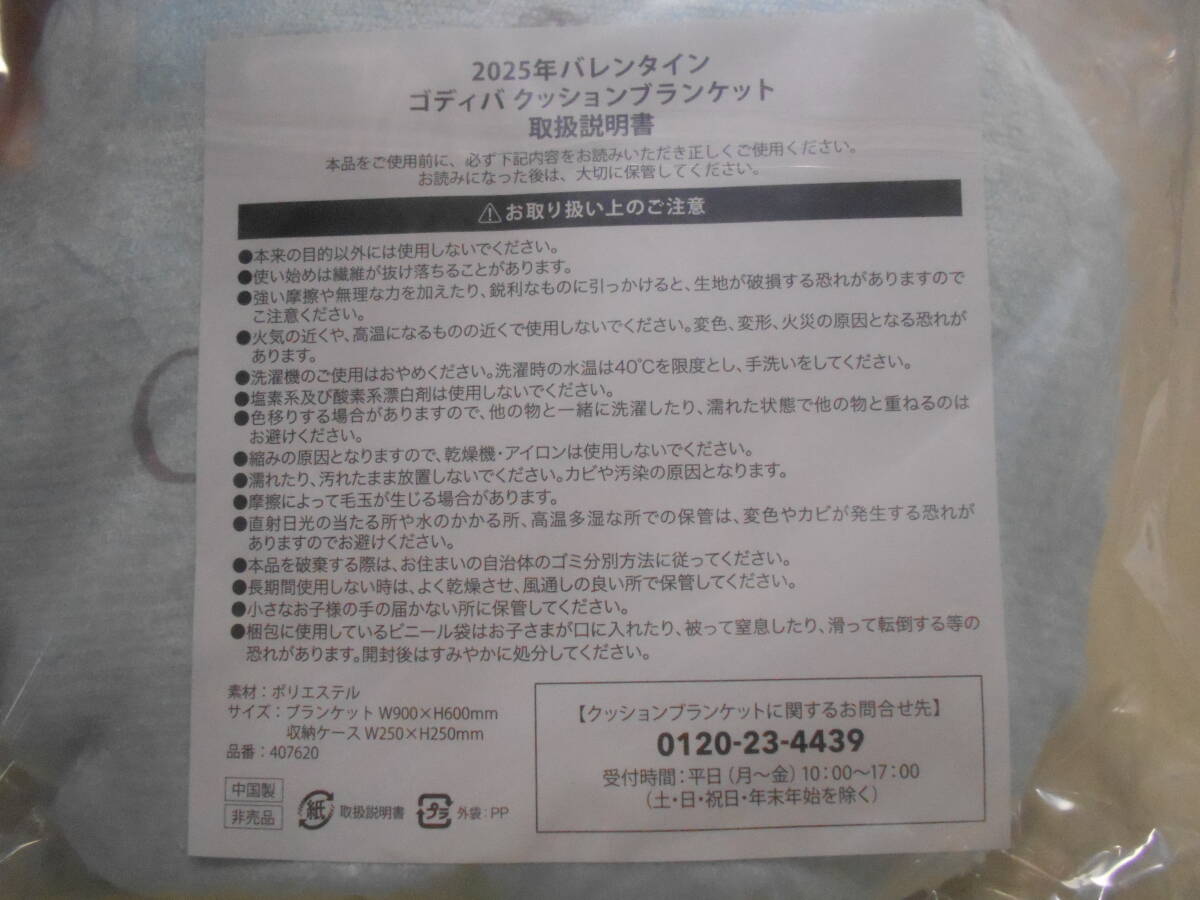 2025年バレンタイン
ゴディバ クッションブランケット
取扱説明書
本品をご使用前に、必ず下記内容をお読みいただき正しくご使用ください。
お読みになった後は、大切に保管してください。
⚠お取り扱い上のご注意
●本来の目的以外には使用しないでください。
●使い始めは繊維が抜け落ちることがあります。
●強い摩擦や無理な力を加えたり、鋭利なものに引っかけると、生地が破損する恐れがありますので
ご注意ください。
●火気の近くや、高温になるものの近くで使用しないでください。変色、変形、火災の原因となる恐れが
あります。
●洗濯機のご使用はおやめください。洗濯時の水温は40℃を限度とし、手洗いをしてください。
●塩素系及び酸素系漂白剤は使用しないでください。
●色移りする場合がありますので、他の物と一緒に洗濯したり、濡れた状態で他の物と重ねるのは
お避けください。
●縮みの原因となりますので、乾燥機・アイロンは使用しないでください。
●濡れたり、汚れたまま放置しないでください。カビや汚染の原因となります。
●摩擦によって毛玉が生じる場合があります。
●直射日光の当たる所や水のかかる所、高温多湿な所での保管は、変色やカビが発生する恐れが
ありますのでお避けください。
●本品を破棄する際は、お住まいの自治体のゴミ分別方法に従ってください。
●長期間使用しない時は、よく乾燥させ、風通しの良い所で保管してください。
●小さなお子様の手の届かない所に保管してください。
●梱包に使用しているビニール袋はお子さまが口に入れたり、被って窒息したり、滑って転倒する等の
恐れがあります。開封後はすみやかに処分してください。
素材：ポリエステル
サイズ：ブランケット W900×H600mm
収納ケース W250×H250mm
品番：407620
中国製
非売品
紙 取扱説明書 プラ 外袋：PP
【クッションブランケットに関するお問合せ先】
0120-23-4439
受付時間：平日（月～金）10：00～17：00
（土・日・祝日・年末年始を除く）